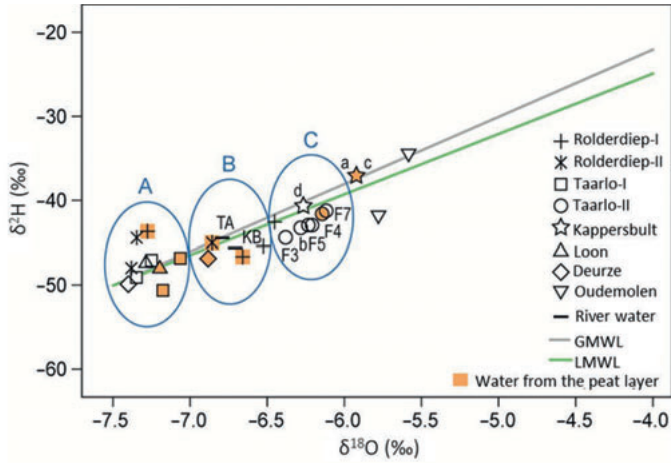 −20
−30
−40
−50
−60
δ²H (‰)
A
B
C
a
c
d
TA
KB
F7
F4
F3
bF5
Rolderdiep-I
Rolderdiep-II
Taarlo-I
Taarlo-II
Kappersbult
Loon
Deurze
Oudemolen
River water
GMWL
LMWL
Water from the peat layer
−7.5
−7.0
−6.5
−6.0
−5.5
−5.0
−4.5
−4.0
δ¹⁸O (‰)